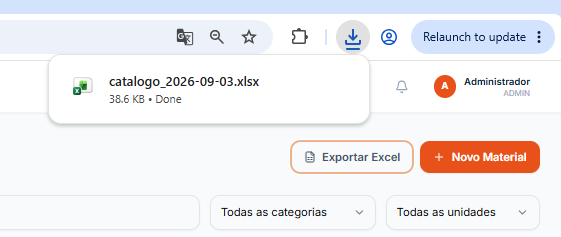 Relaunch to update
catalogo_2026-09-03.xlsx
38.6 KB • Done
A
Administrador
ADMIN
Exportar Excel
+ Novo Material
Todas as categorias
Todas as unidades